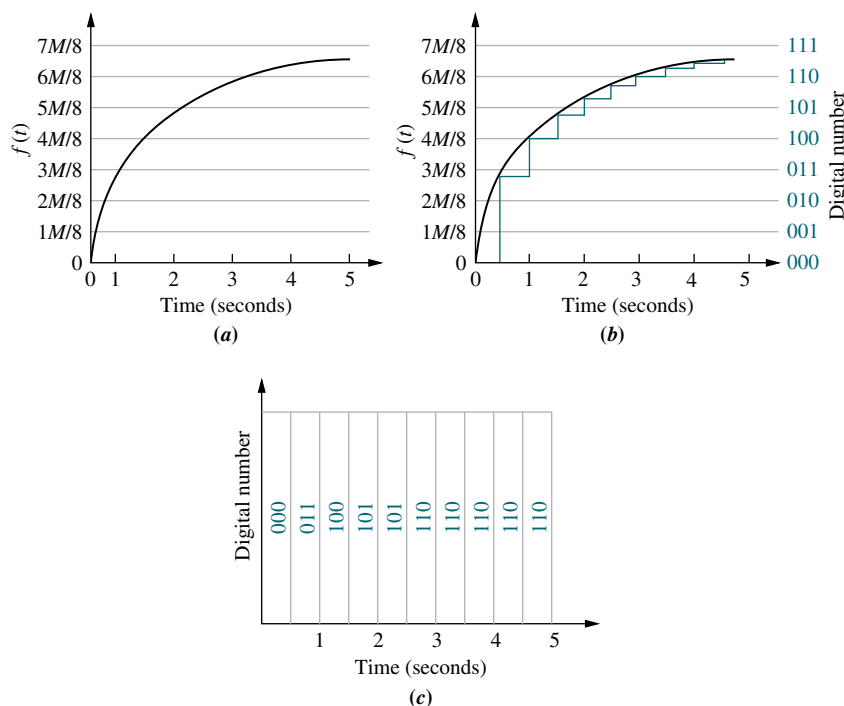 7M/8
6M/8
5M/8
4M/8
3M/8
2M/8
1M/8
0
f (t)
0 1 2 3 4 5
Time (seconds)
(a)
7M/8
6M/8
5M/8
4M/8
3M/8
2M/8
1M/8
0
f (t)
111
110
101
100
011
010
001
000
Digital number
0 1 2 3 4 5
Time (seconds)
(b)
Digital number
000 011 100 101 101 110 110 110 110 110
1 2 3 4 5
Time (seconds)
(c)